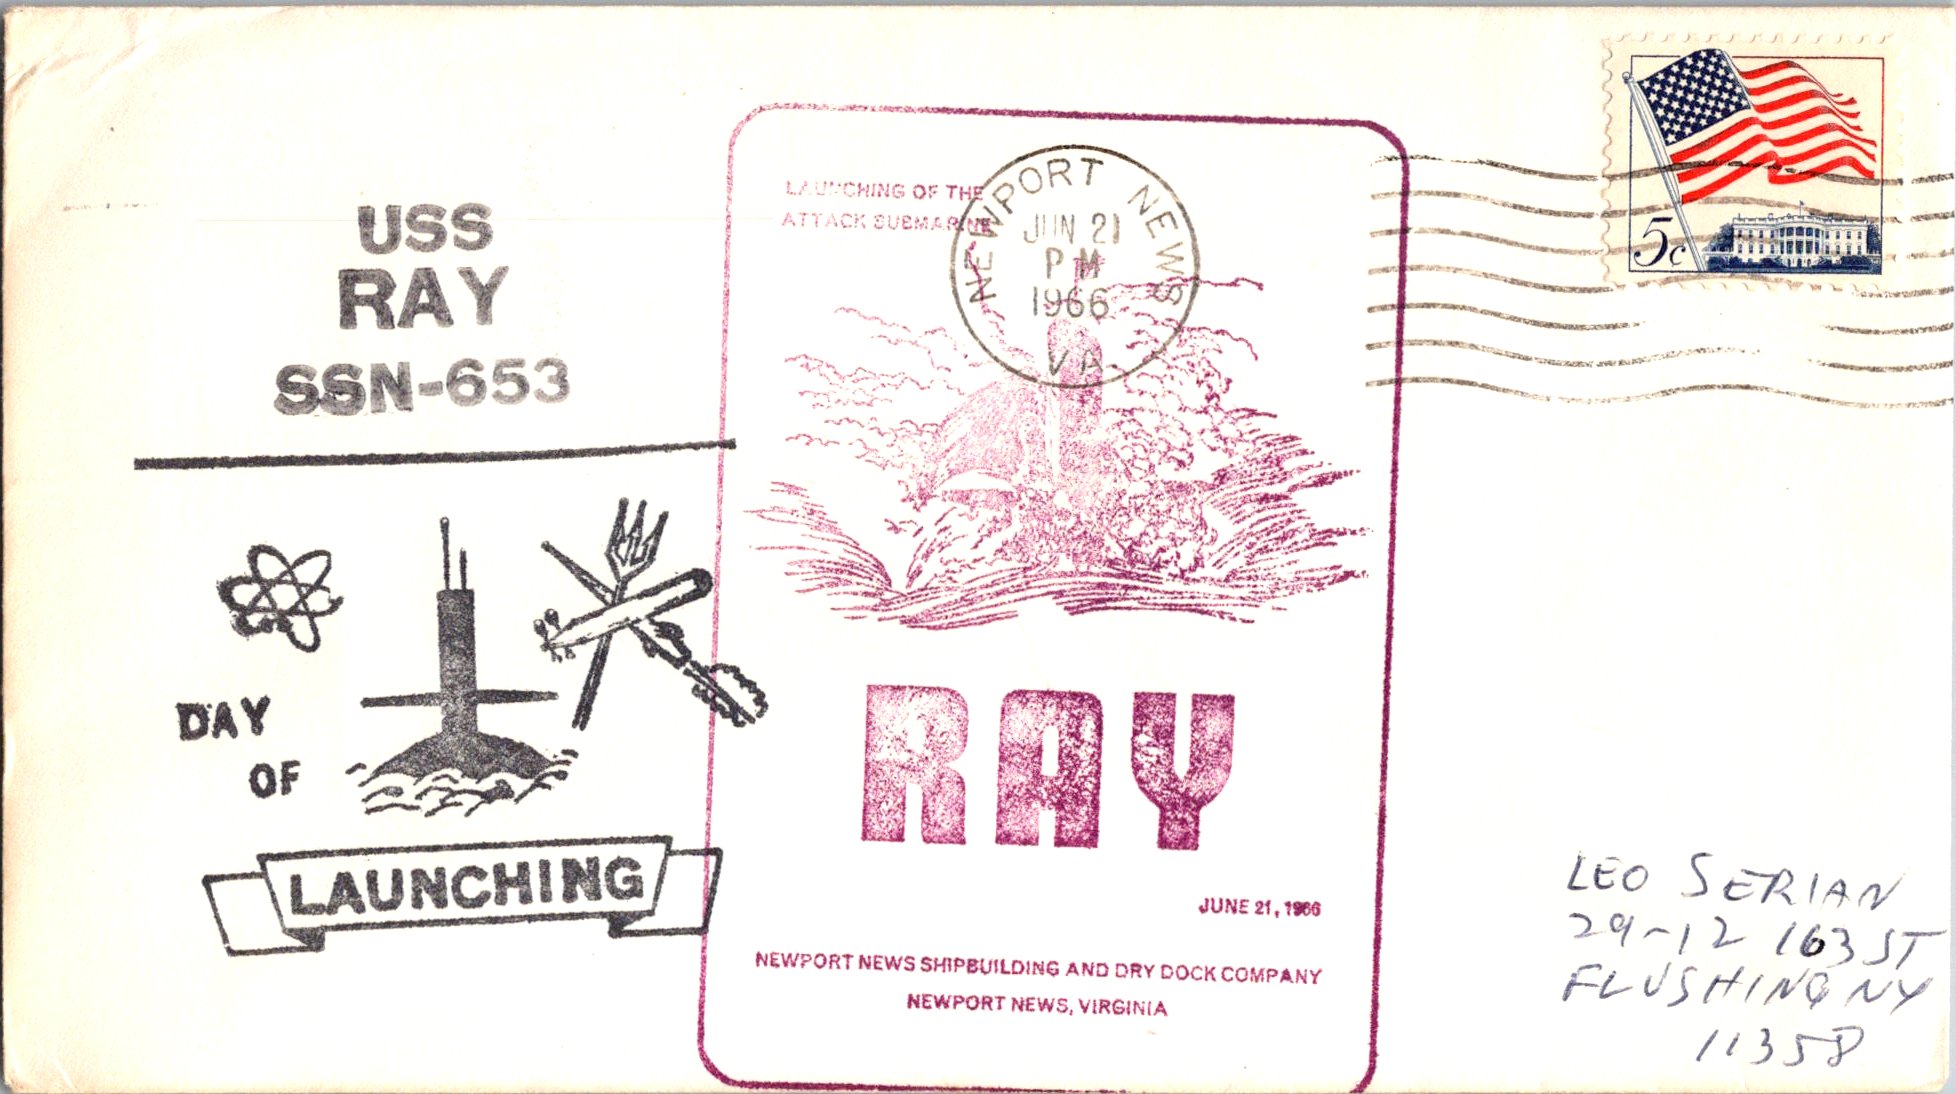 USS
RAY
SSN-653
DAY
OF
LAUNCHING
LAUNCHING OF THE
ATTACK SUBMARINE
NEWPORT NEWS
JUN 21
PM
1966
VA
RAY
JUNE 21, 1966
NEWPORT NEWS SHIPBUILDING AND DRY DOCK COMPANY
NEWPORT NEWS, VIRGINIA
5c
LEO SERIAN
29-12 163 ST
FLUSHING NY
11358